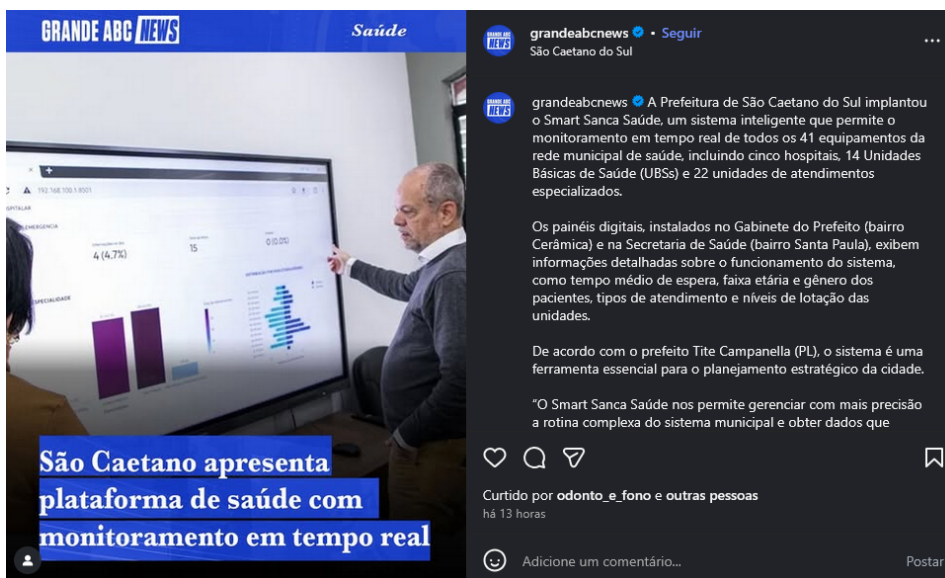 GRANDE ABC NEWS
Saúde
192.168.100.1:8501
4 (4.7%)
15
0 (0.0%)
São Caetano apresenta
plataforma de saúde com
monitoramento em tempo real
GRANDE ABC
NEWS
grandeabcnews • Seguir
São Caetano do Sul
GRANDE ABC
NEWS
grandeabcnews A Prefeitura de São Caetano do Sul implantou
o Smart Sanca Saúde, um sistema inteligente que permite o
monitoramento em tempo real de todos os 41 equipamentos da
rede municipal de saúde, incluindo cinco hospitais, 14 Unidades
Básicas de Saúde (UBSs) e 22 unidades de atendimentos
especializados.
Os painéis digitais, instalados no Gabinete do Prefeito (bairro
Cerâmica) e na Secretaria de Saúde (bairro Santa Paula), exibem
informações detalhadas sobre o funcionamento do sistema,
como tempo médio de espera, faixa etária e gênero dos
pacientes, tipos de atendimento e níveis de lotação das
unidades.
De acordo com o prefeito Tite Campanella (PL), o sistema é uma
ferramenta essencial para o planejamento estratégico da cidade.
“O Smart Sanca Saúde nos permite gerenciar com mais precisão
a rotina complexa do sistema municipal e obter dados que
Curtido por odonto_e_fono e outras pessoas
há 13 horas
Adicione um comentário...
Postar